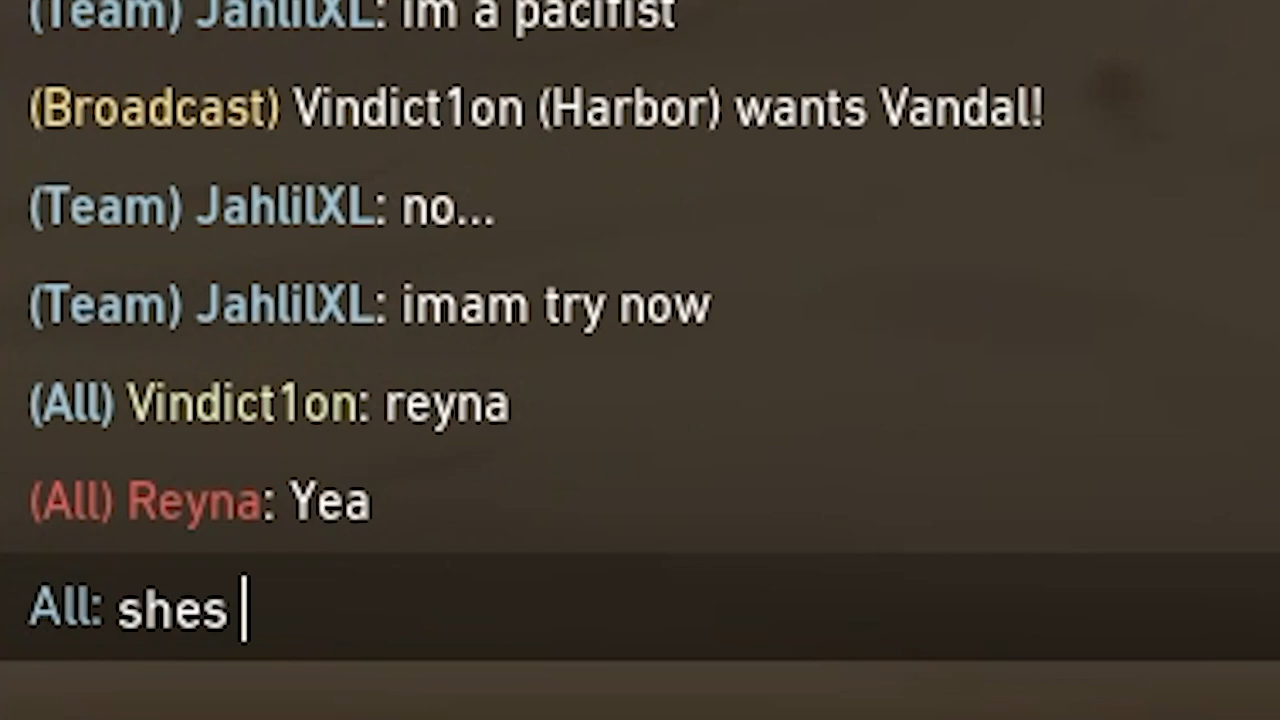 (Team) JahlilXL: im a pacifist
(Broadcast) Vindict1on (Harbor) wants Vandal!
(Team) JahlilXL: no...
(Team) JahlilXL: imam try now
(All) Vindict1on: reyna
(All) Reyna: Yea
All: shes